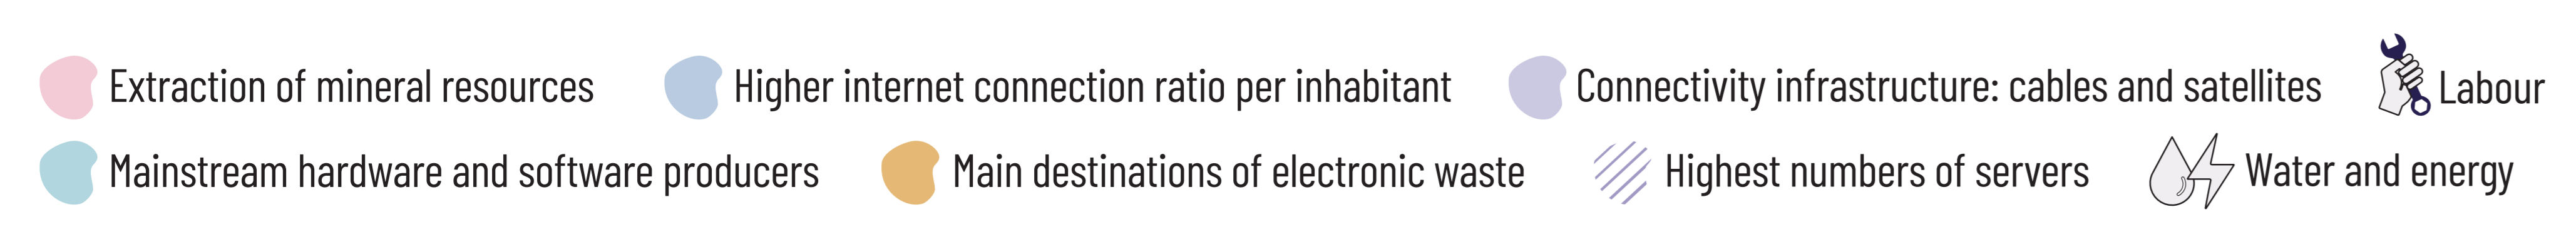 Extraction of mineral resources Higher internet connection ratio per inhabitant Connectivity infrastructure: cables and satellites Labour
Mainstream hardware and software producers Main destinations of electronic waste Highest numbers of servers Water and energy